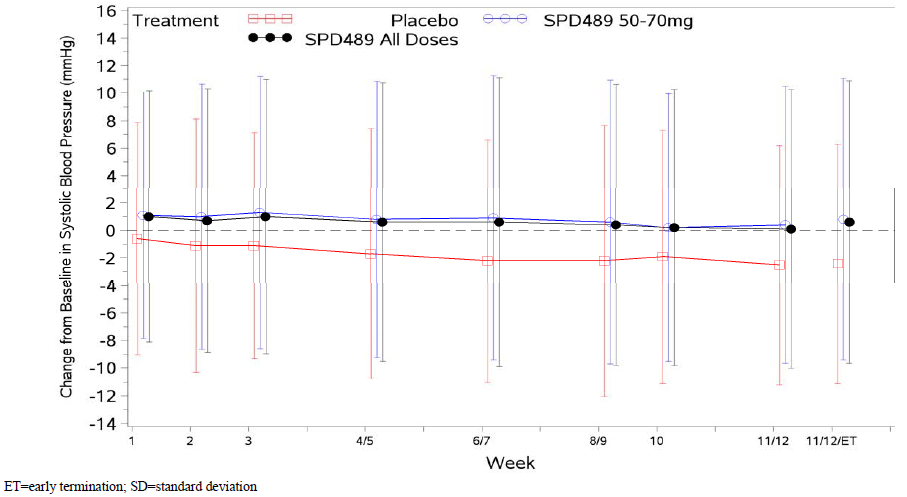 Treatment Placebo SPD489 50-70mg
SPD489 All Doses
Change from Baseline in Systolic Blood Pressure (mmHg)
16
14
12
10
8
6
4
2
0
-2
-4
-6
-8
-10
-12
-14
1 2 3 4/5 6/7 8/9 10 11/12 11/12/ET
Week
ET=early termination; SD=standard deviation